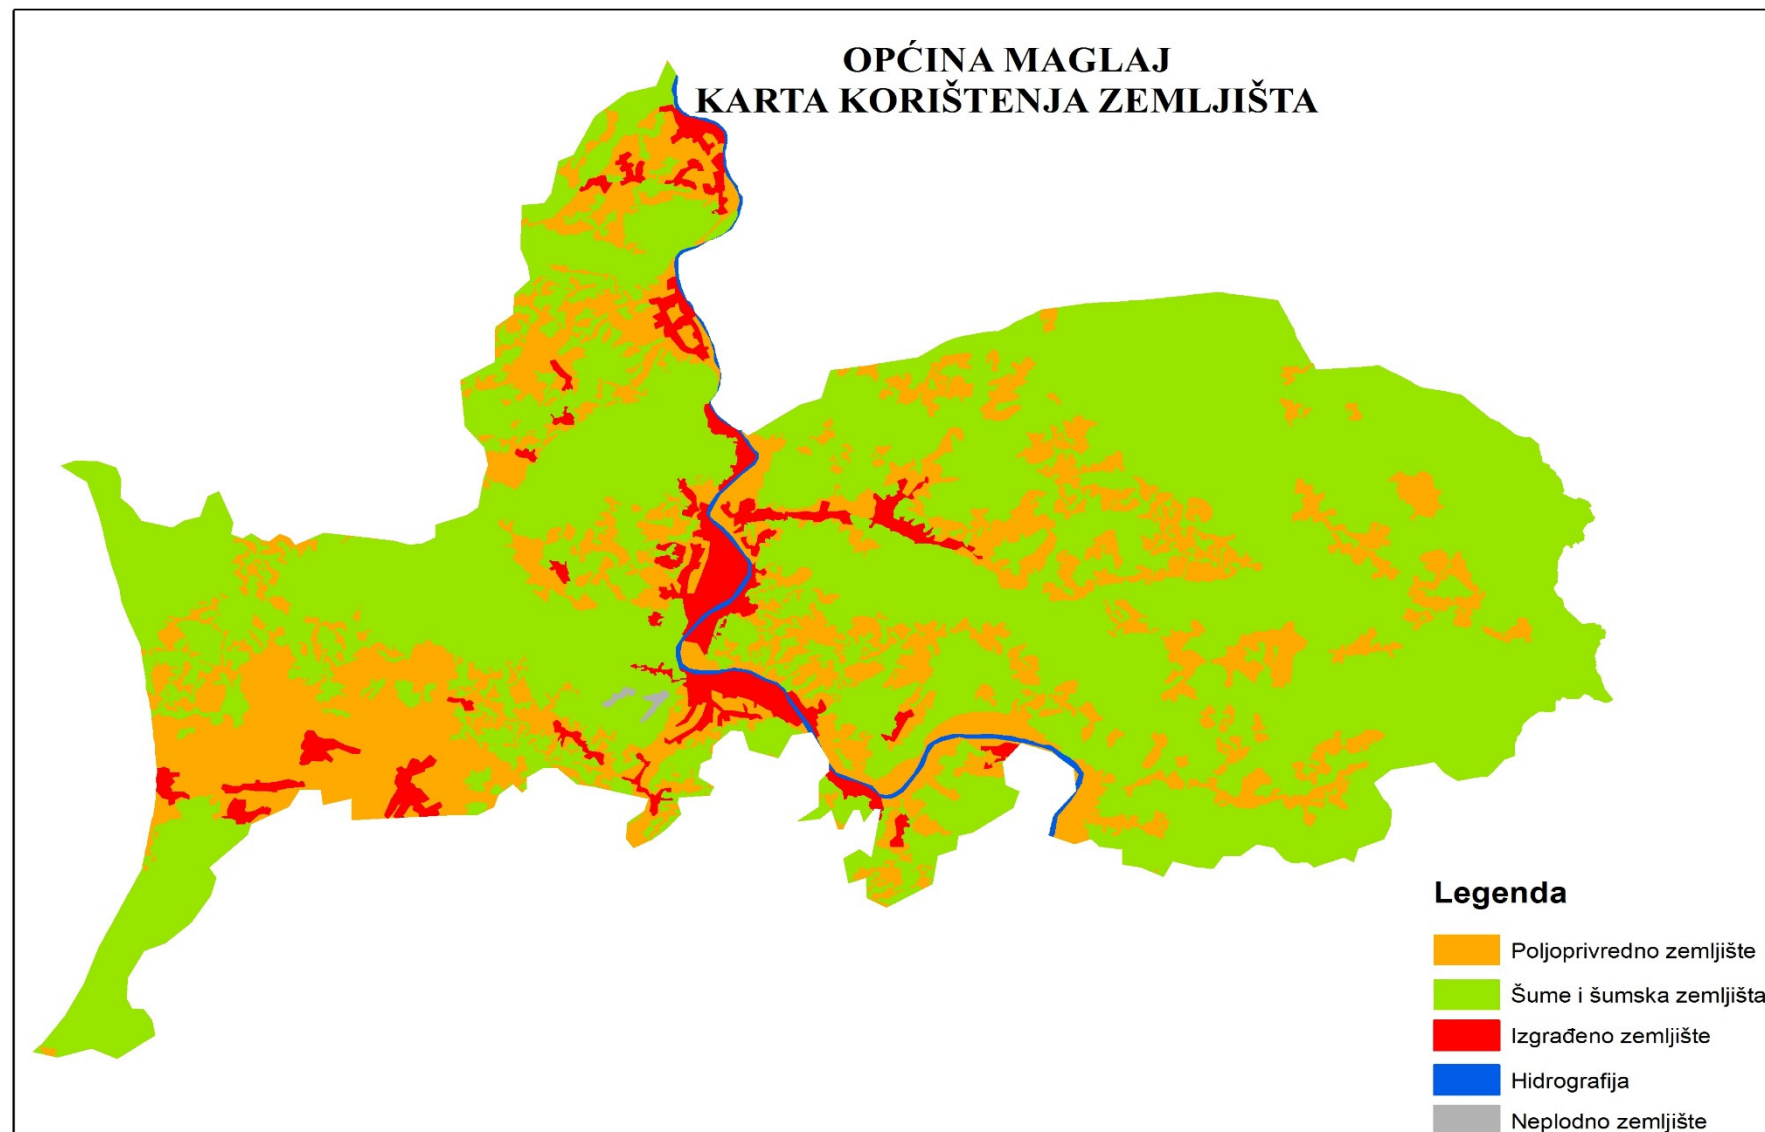 OPĆINA MAGLAJ
KARTA KORIŠTENJA ZEMLJIŠTA
Legenda
Poljoprivredno zemljište
Šume i šumska zemljišta
Izgrađeno zemljište
Hidrografija
Neplodno zemljište